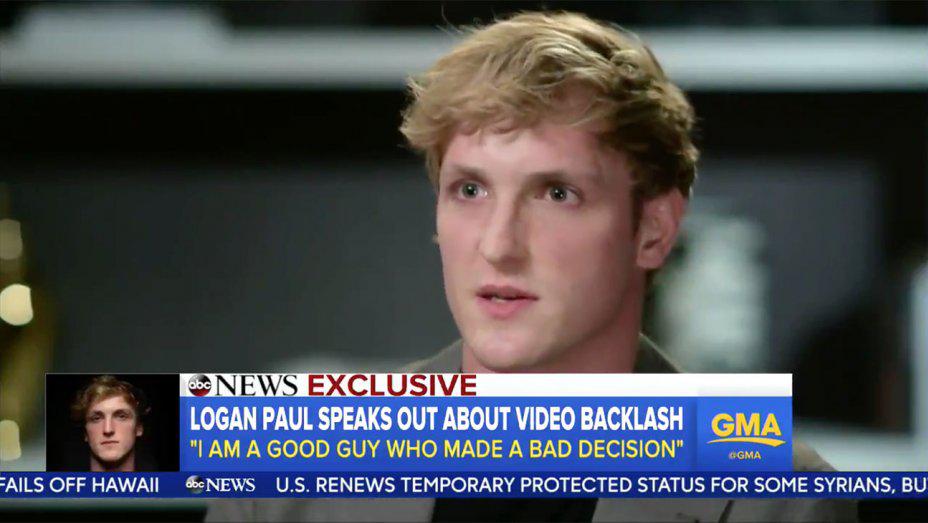 abc NEWS EXCLUSIVE
LOGAN PAUL SPEAKS OUT ABOUT VIDEO BACKLASH
"I AM A GOOD GUY WHO MADE A BAD DECISION"
GMA
@GMA
FAILS OFF HAWAII abc NEWS U.S. RENEWS TEMPORARY PROTECTED STATUS FOR SOME SYRIANS, BU